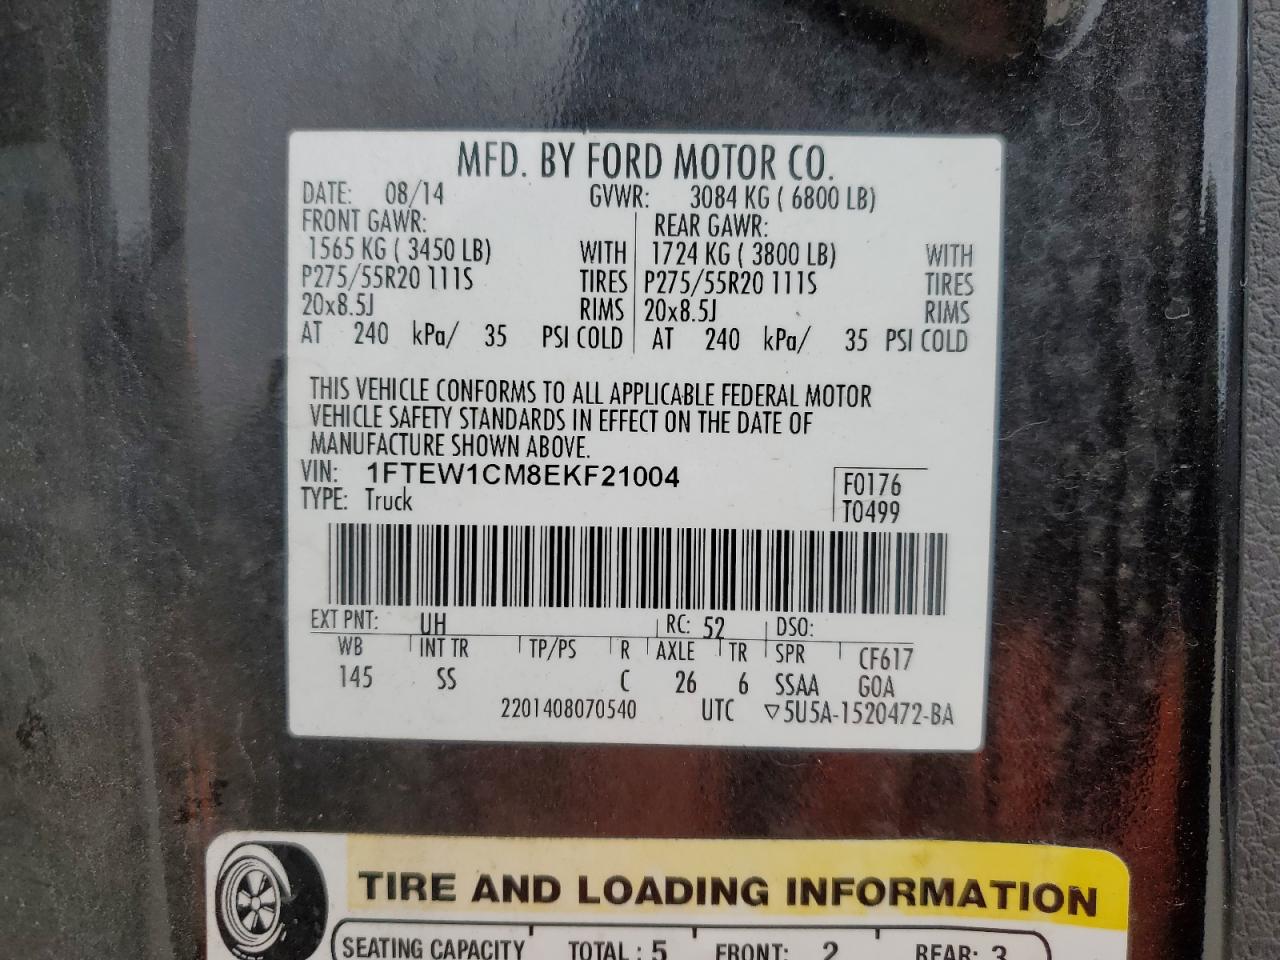 MFD. BY FORD MOTOR CO.
DATE: 08/14 GVWR: 3084 KG ( 6800 LB)
FRONT GAWR: REAR GAWR:
1565 KG ( 3450 LB) WITH 1724 KG ( 3800 LB) WITH
P275/55R20 111S TIRES P275/55R20 111S TIRES
20x8.5J RIMS 20x8.5J RIMS
AT 240 kPa/ 35 PSI COLD AT 240 kPa/ 35 PSI COLD
THIS VEHICLE CONFORMS TO ALL APPLICABLE FEDERAL MOTOR
VEHICLE SAFETY STANDARDS IN EFFECT ON THE DATE OF
MANUFACTURE SHOWN ABOVE.
VIN: 1FTEW1CM8EKF21004 F0176
TYPE: Truck T0499
EXT PNT: UH RC: 52 DSO:
WB INT TR TP/PS R AXLE TR SPR CF617
145 SS C 26 6 SSAA GOA
2201408070540 UTC ▽5U5A-1520472-BA
TIRE AND LOADING INFORMATION
SEATING CAPACITY TOTAL : 5 FRONT: 2 REAR: 3